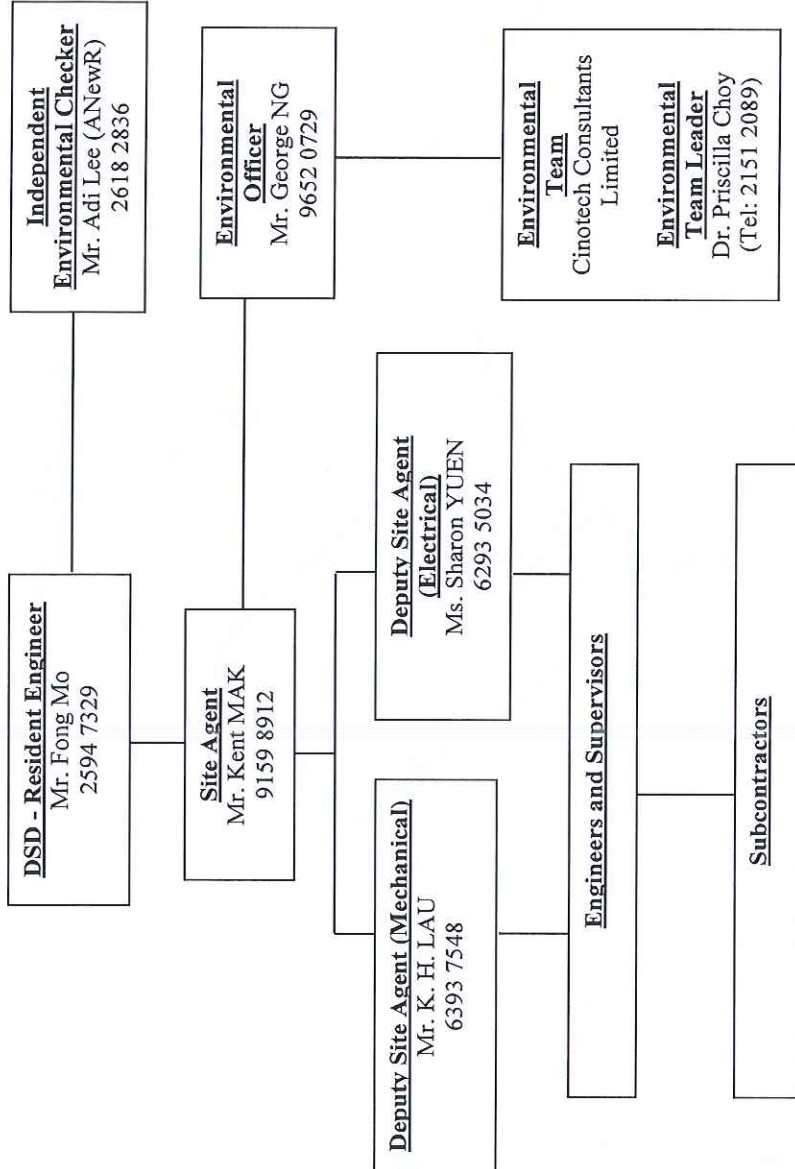 DSD - Resident Engineer
Mr. Fong Mo
2594 7329
Independent
Environmental Checker
Mr. Adi Lee (ANewR)
2618 2836
Site Agent
Mr. Kent MAK
9159 8912
Environmental
Officer
Mr. George NG
9652 0729
Deputy Site Agent (Mechanical)
Mr. K. H. LAU
6393 7548
Deputy Site Agent
(Electrical)
Ms. Sharon YUEN
6293 5034
Environmental
Team
Cinotech Consultants
Limited
Environmental
Team Leader
Dr. Priscilla Choy
(Tel: 2151 2089)
Engineers and Supervisors
Subcontractors